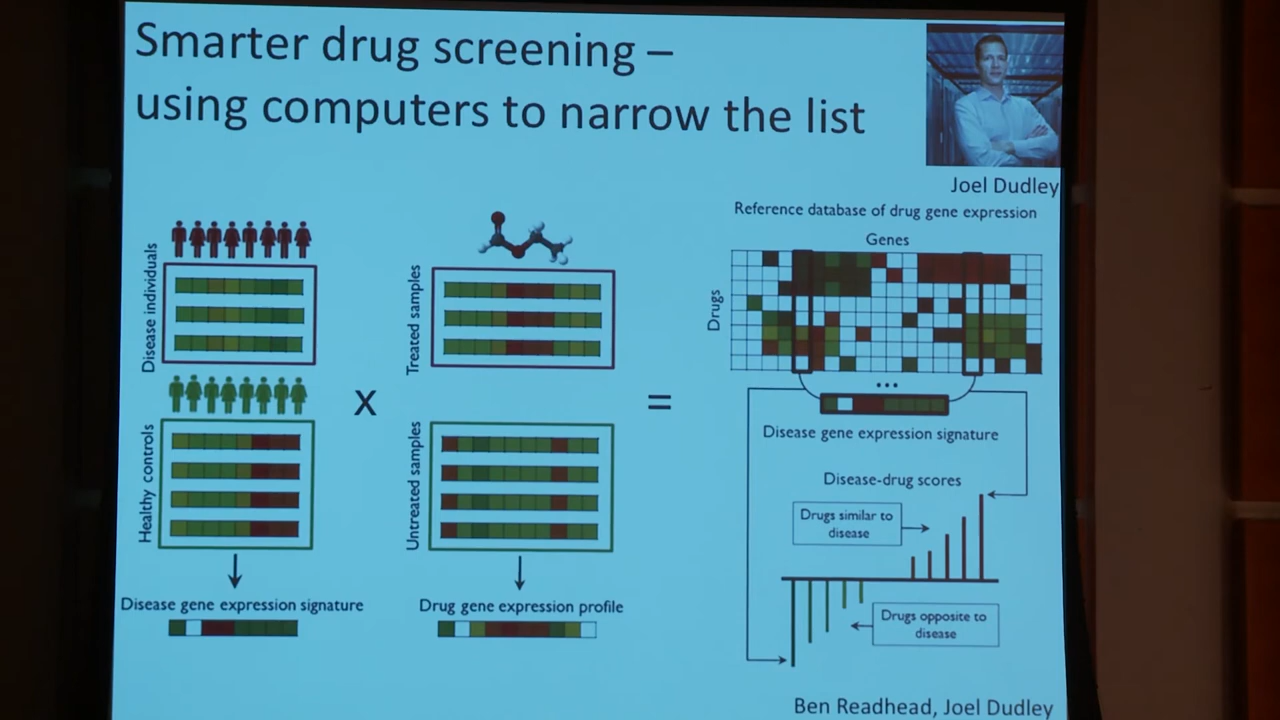 Smarter drug screening –
using computers to narrow the list
Joel Dudley
Disease individuals
Healthy controls
Disease gene expression signature
x
Treated samples
Untreated samples
Drug gene expression profile
=
Reference database of drug gene expression
Genes
Drugs
...
Disease gene expression signature
Disease-drug scores
Drugs similar to
disease
Drugs opposite to
disease
Ben Readhead, Joel Dudley